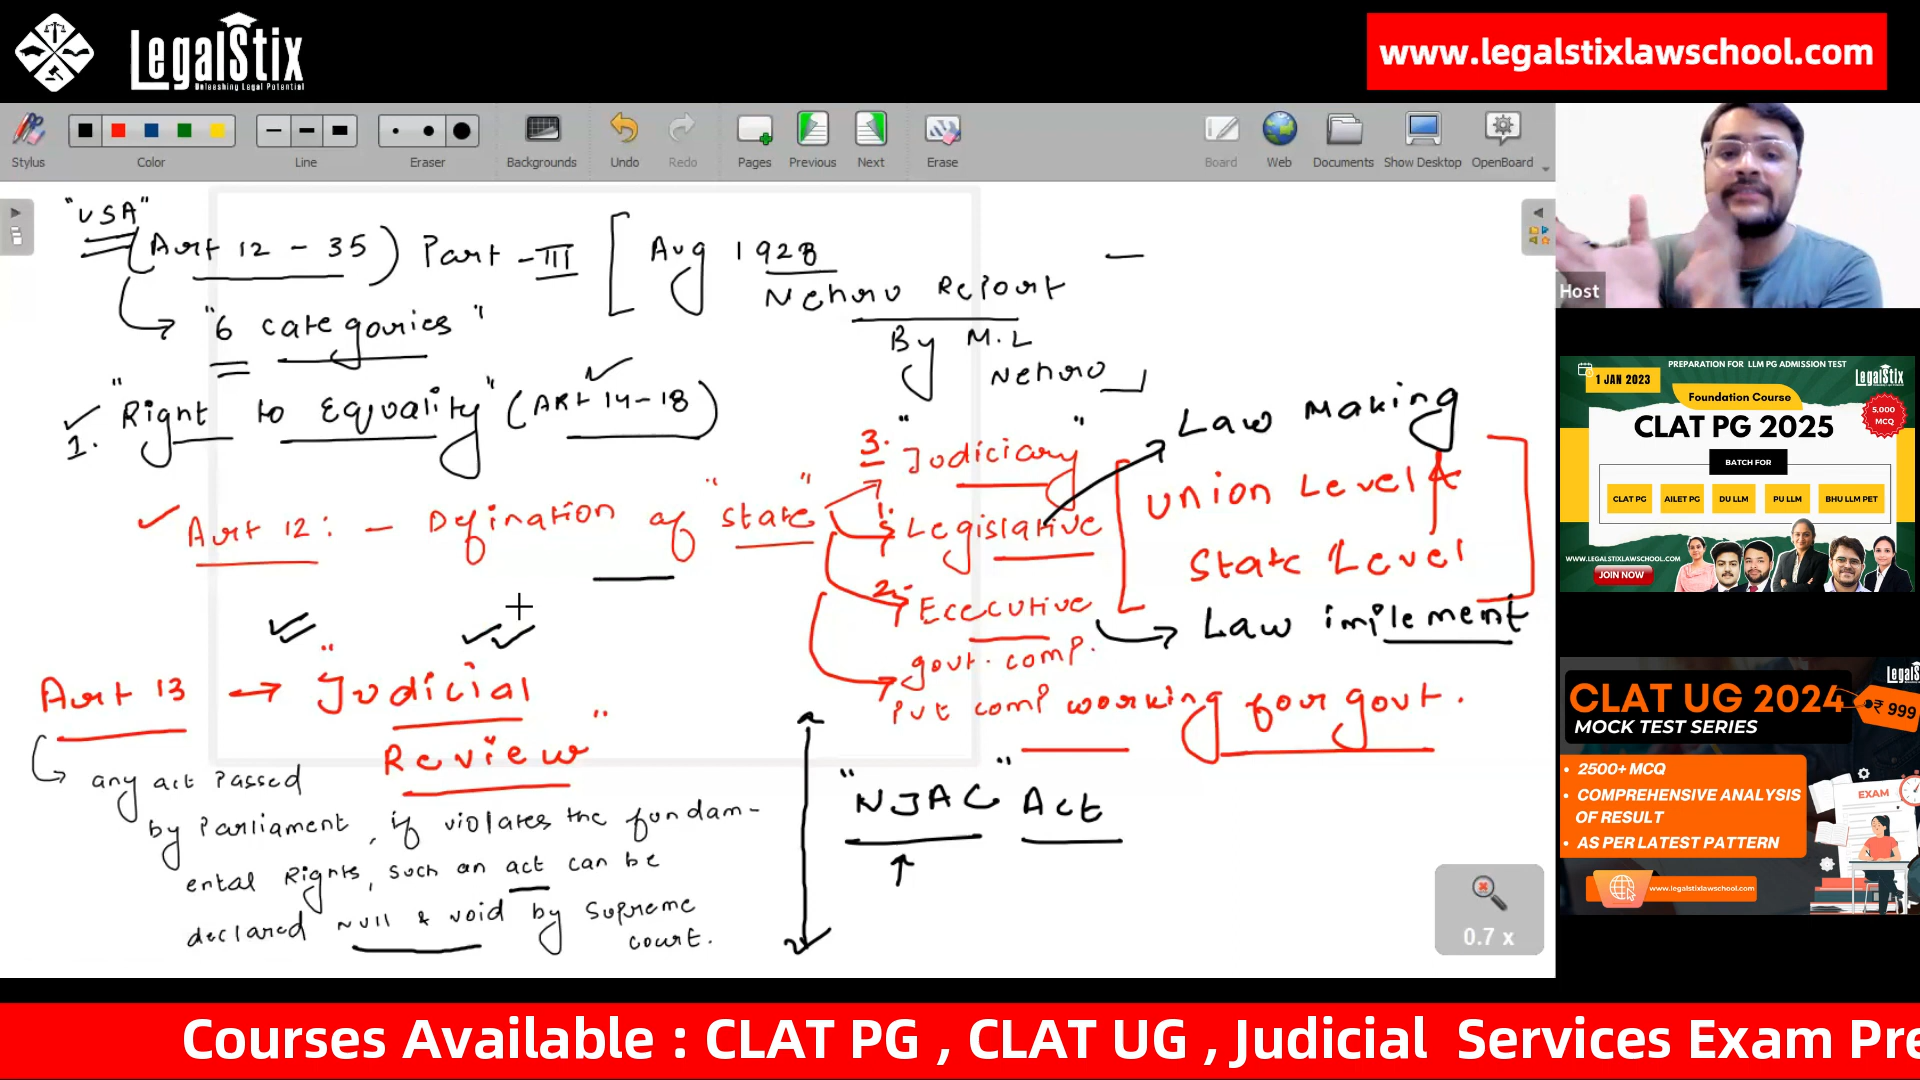 LegalStix
Unleashing Legal Potential
www.legalstixlawschool.com
Stylus
Color
Line
Eraser
Backgrounds
Undo
Redo
Pages
Previous
Next
Erase
Board
Web
Documents
Show Desktop
OpenBoard
"USA"
(Art 12 - 35) Part - III [ Aug 1928
Nehru Report
By M.L
Nehru ]
"6 categories"
1. "Right to Equality" (ART 14-18)
Art 12: - Defination of "state"
3. "Judiciary"
1. Legislative
2. Executive
govt. comp.
Pvt comp working for govt.
Law Making
Union Level
State Level
Law implement
Art 13 → "Judicial
Review"
any act Passed
by Parliament, if violates the fundam-
ental Rights, such an act can be
declared Null & void by Supreme
court.
"NJAC" Act
0.7 x
Host
PREPARATION FOR LLM PG ADMISSION TEST
LegalStix
1 JAN 2023
Foundation Course
5,000
MCQ
CLAT PG 2025
BATCH FOR
CLAT PG
AILET PG
DU LLM
PU LLM
BHU LLM PET
WWW.LEGALSTIXLAWSCHOOL.COM
JOIN NOW
LegalS
CLAT UG 2024
₹ 999
MOCK TEST SERIES
• 2500+ MCQ
• COMPREHENSIVE ANALYSIS
OF RESULT
• AS PER LATEST PATTERN
EXAM
www.legalstixlawschool.com
Courses Available : CLAT PG , CLAT UG , Judicial Services Exam Pre